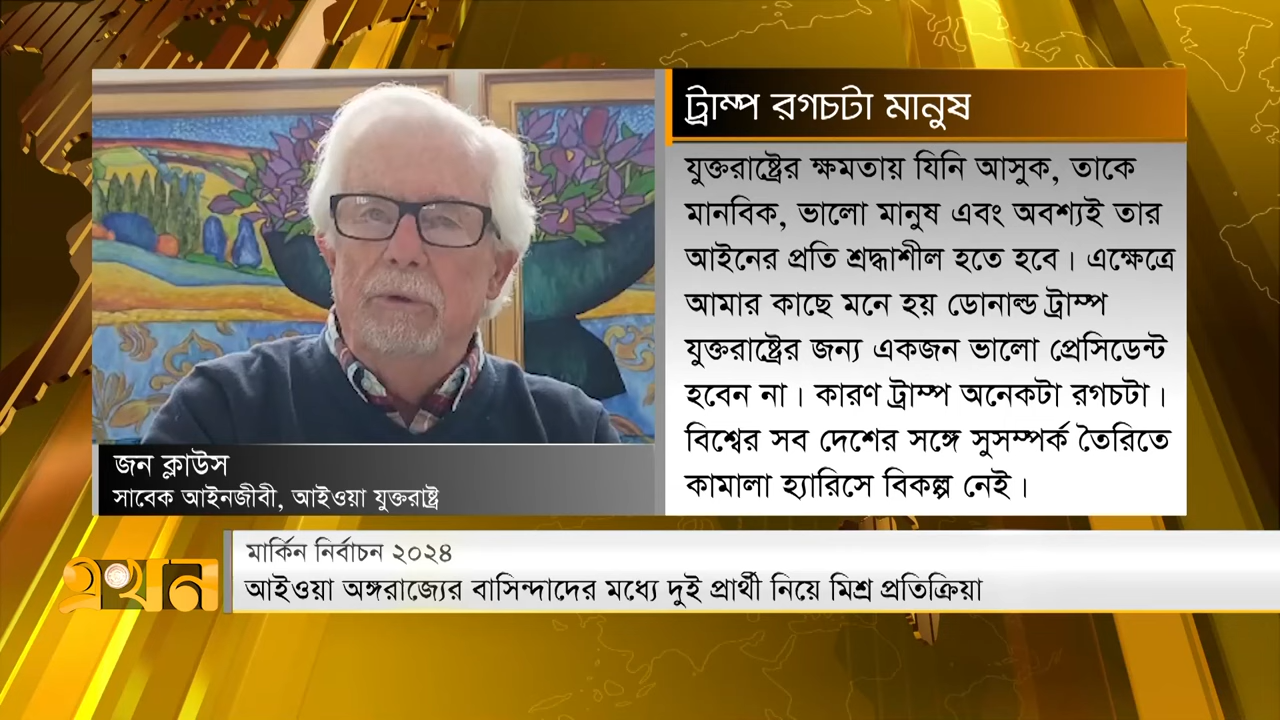 ট্রাম্প রগচটা মানুষ
যুক্তরাষ্ট্রের ক্ষমতায় যিনি আসুক, তাকে
মানবিক, ভালো মানুষ এবং অবশ্যই তার
আইনের প্রতি শ্রদ্ধাশীল হতে হবে। এক্ষেত্রে
আমার কাছে মনে হয় ডোনাল্ড ট্রাম্প
যুক্তরাষ্ট্রের জন্য একজন ভালো প্রেসিডেন্ট
হবেন না। কারণ ট্রাম্প অনেকটা রগচটা।
বিশ্বের সব দেশের সঙ্গে সুসম্পর্ক তৈরিতে
কামালা হ্যারিসে বিকল্প নেই।
জন ক্লাউস
সাবেক আইনজীবী, আইওয়া যুক্তরাষ্ট্র
মার্কিন নির্বাচন ২০২৪
আইওয়া অঙ্গরাজ্যের বাসিন্দাদের মধ্যে দুই প্রার্থী নিয়ে মিশ্র প্রতিক্রিয়া
এখন